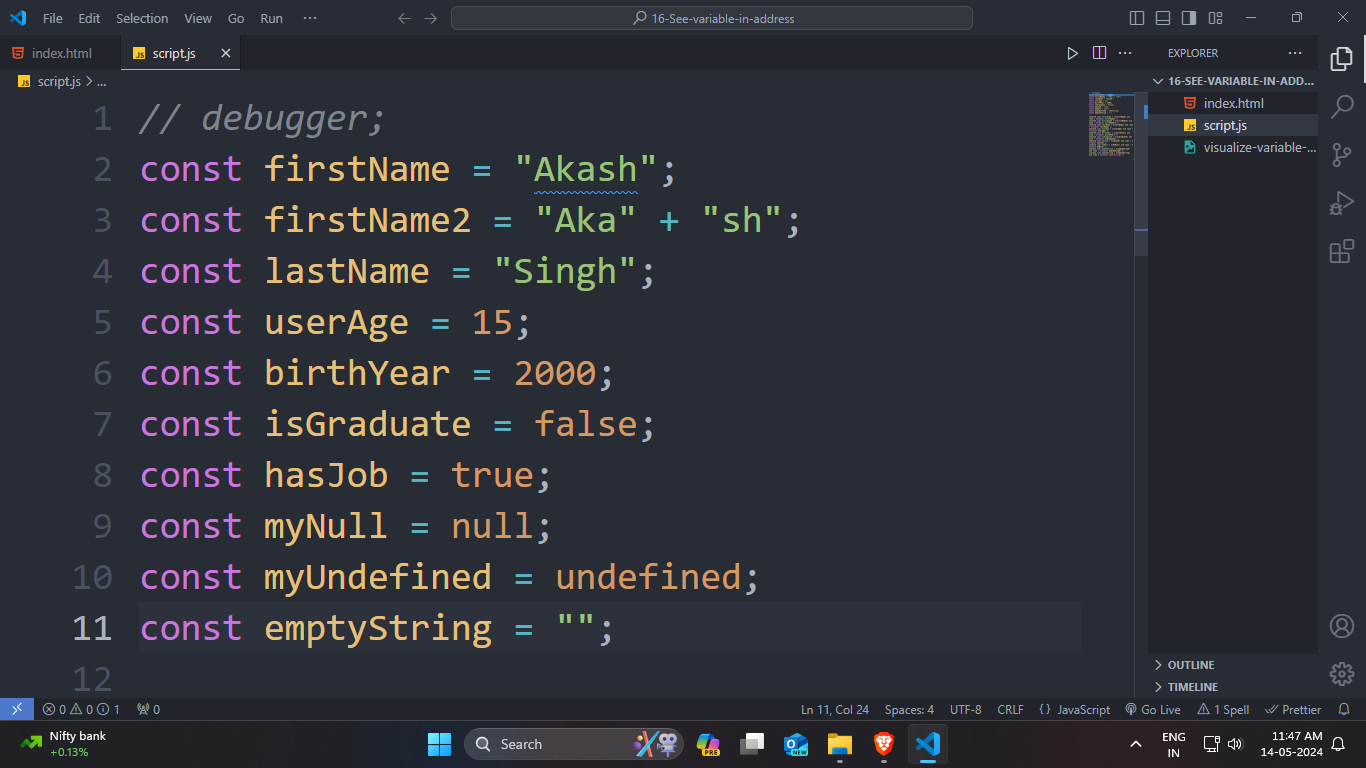 File Edit Selection View Go Run ···
16-See-variable-in-address
index.html
script.js
script.js > ...
1 // debugger;
2 const firstName = "Akash";
3 const firstName2 = "Aka" + "sh";
4 const lastName = "Singh";
5 const userAge = 15;
6 const birthYear = 2000;
7 const isGraduate = false;
8 const hasJob = true;
9 const myNull = null;
10 const myUndefined = undefined;
11 const emptyString = "";
12
EXPLORER ···
16-SEE-VARIABLE-IN-ADD...
index.html
script.js
visualize-variable-...
OUTLINE
TIMELINE
0 0 1 0 Ln 11, Col 24 Spaces: 4 UTF-8 CRLF {} JavaScript Go Live 1 Spell Prettier
Nifty bank
+0.13%
Search
PRE
NEW
ENG
IN
11:47 AM
14-05-2024